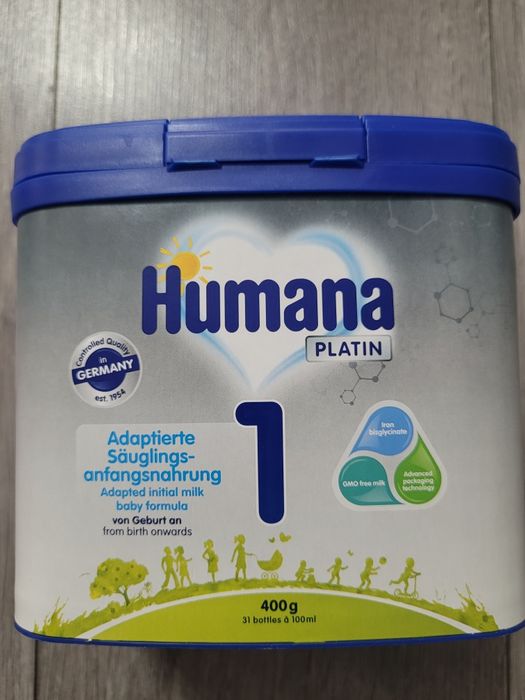 Humana
PLATIN
Controlled Quality
in
GERMANY
est. 1954
1
Adaptierte
Säuglings-
anfangsnahrung
Adapted initial milk
baby formula
von Geburt an
from birth onwards
Iron
bisglycinate
GMO free milk
Advanced
packaging
technology
400g
31 bottles à 100ml